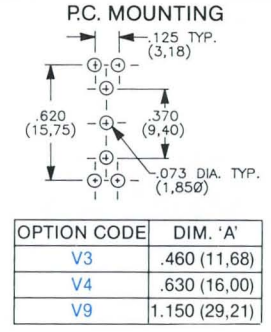 P.C. MOUNTING
.125 TYP.
(3,18)
.620
(15,75)
.370
(9,40)
.073 DIA. TYP.
(1,85Ø)
OPTION CODE DIM. ‘A’
V3 .460 (11,68)
V4 .630 (16,00)
V9 1.150 (29,21)